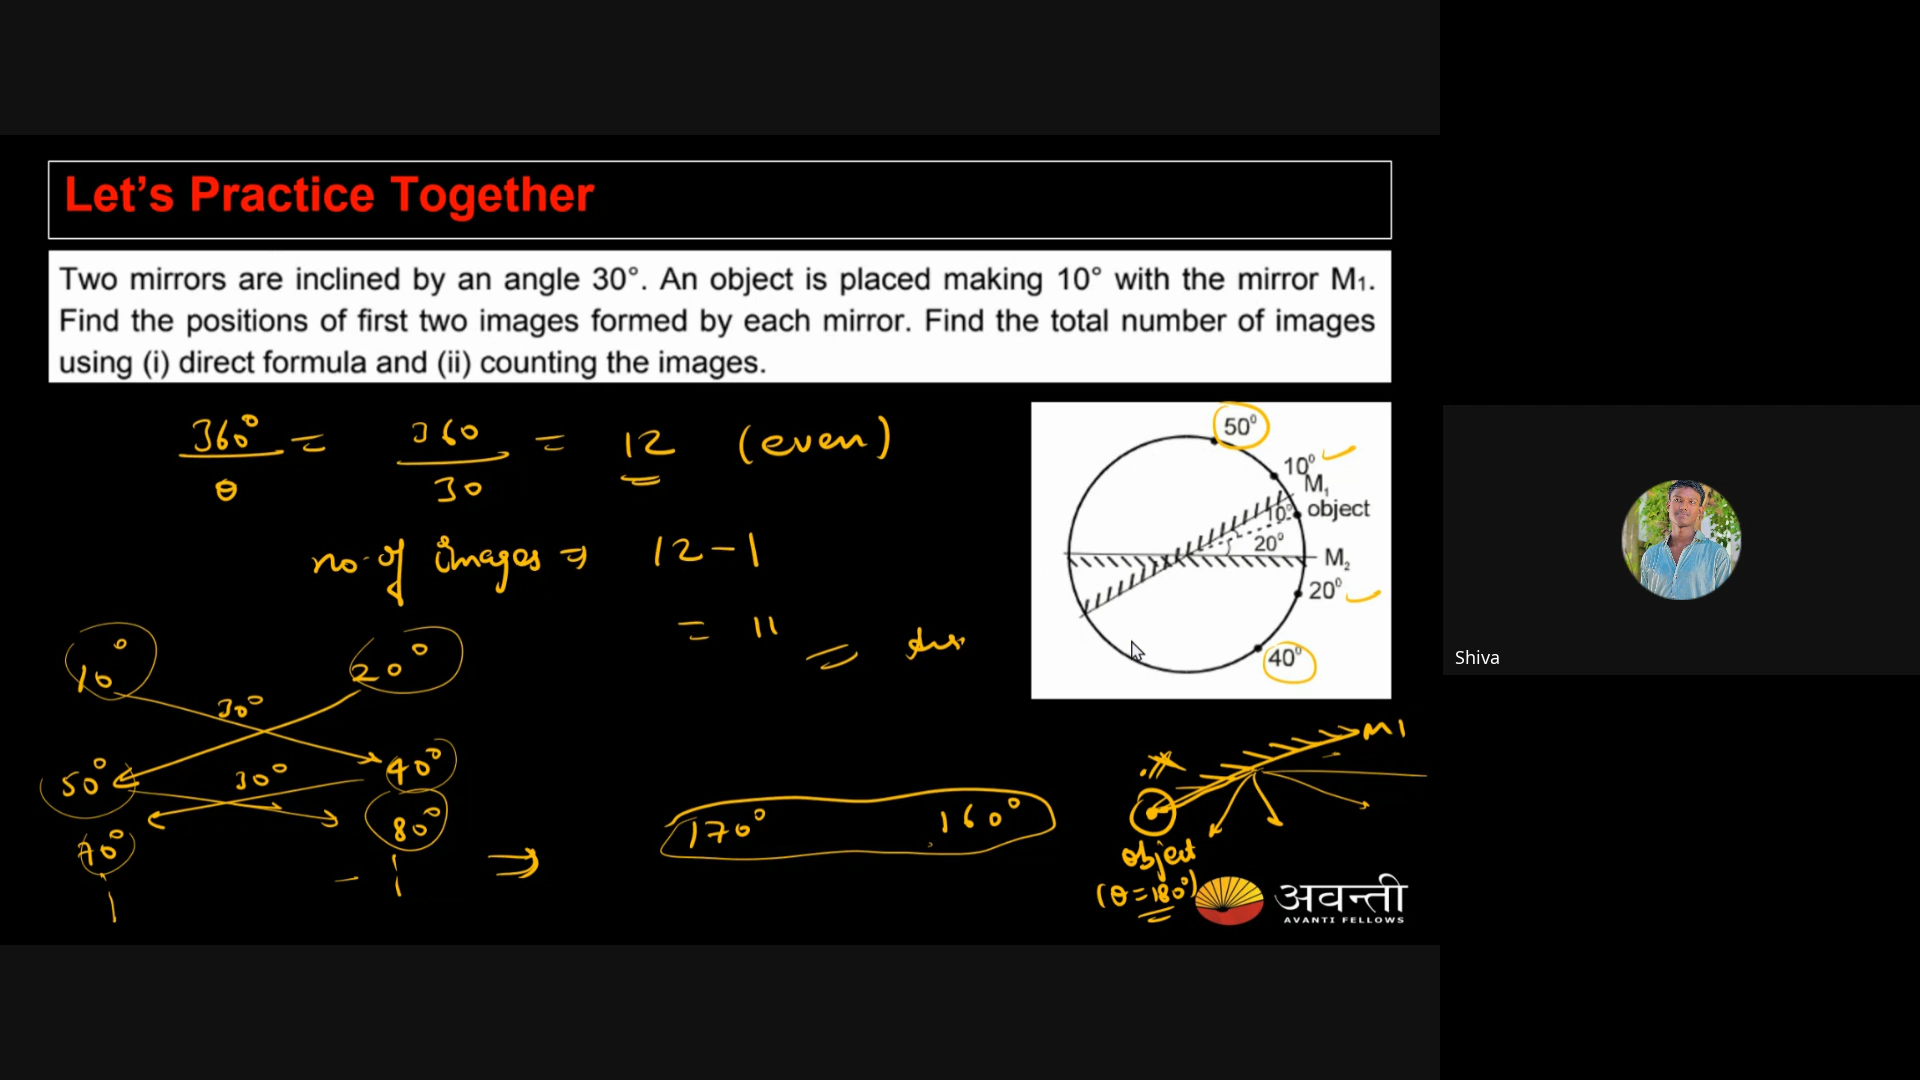 Let's Practice Together
Two mirrors are inclined by an angle 30°. An object is placed making 10° with the mirror M₁.
Find the positions of first two images formed by each mirror. Find the total number of images
using (i) direct formula and (ii) counting the images.
360°/θ = 360/30 = 12 (even)
no. of images ⇒ 12-1
= 11
Ans
10° 20°
30°
50° 40°
30°
70° 80°
⇒ 170° 160°
50°
10°
M₁
10° object
20°
M₂
20°
40°
M1
object
(θ=180°)
अवन्ती
AVANTI FELLOWS
Shiva